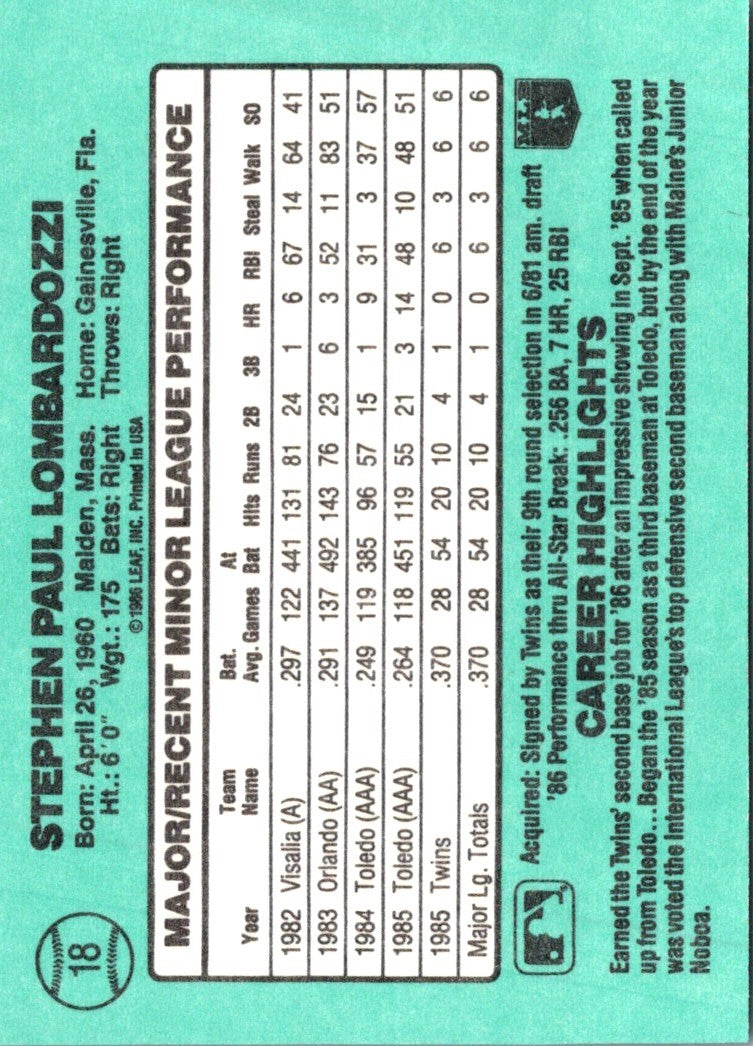 18
STEPHEN PAUL LOMBARDOZZI
Born: April 26, 1960 Malden, Mass. Home: Gainesville, Fla.
Ht.: 6'0" Wgt.: 175 Bats: Right Throws: Right
© 1986 LEAF, INC. Printed in USA
MAJOR/RECENT MINOR LEAGUE PERFORMANCE
Year Team Name Bat. Avg. Games At Bat Hits Runs 2B 3B HR RBI Steal Walk SO
1982 Visalia (A) .297 122 441 131 81 24 1 6 67 14 64 41
1983 Orlando (AA) .291 137 492 143 76 23 6 3 52 11 83 51
1984 Toledo (AAA) .249 119 385 96 57 15 1 9 31 3 37 57
1985 Toledo (AAA) .264 118 451 119 55 21 3 14 48 10 48 51
1985 Twins .370 28 54 20 10 4 1 0 6 3 6 6
Major Lg. Totals .370 28 54 20 10 4 1 0 6 3 6 6
Acquired: Signed by Twins as their 9th round selection in 6/81 am. draft
'86 Performance thru All-Star Break: .256 BA, 7 HR, 25 RBI
MLB
CAREER HIGHLIGHTS
Earned the Twins' second base job for '86 after an impressive showing in Sept. '85 when called
up from Toledo...Began the '85 season as a third baseman at Toledo, but by the end of the year
was voted the International League's top defensive second baseman along with Maine's Junior
Noboa.